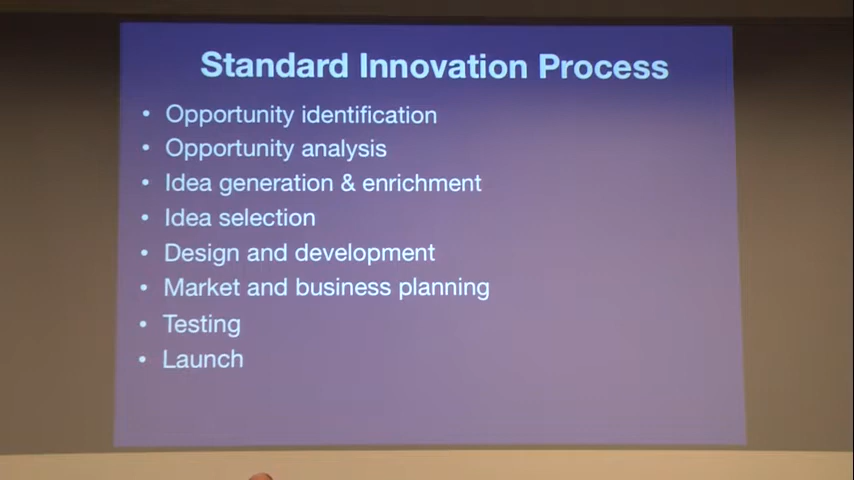 Standard Innovation Process
• Opportunity identification
• Opportunity analysis
• Idea generation & enrichment
• Idea selection
• Design and development
• Market and business planning
• Testing
• Launch